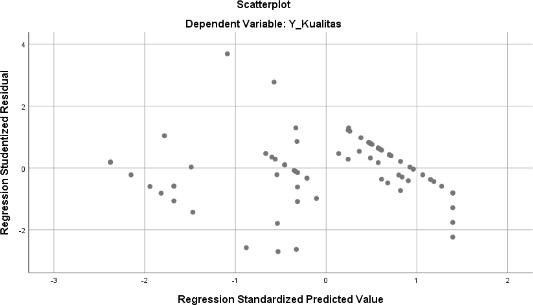 Scatterplot
Dependent Variable: Y_Kualitas
Regression Studentized Residual
4
2
0
-2
-3
-2
-1
0
1
2
Regression Standardized Predicted Value